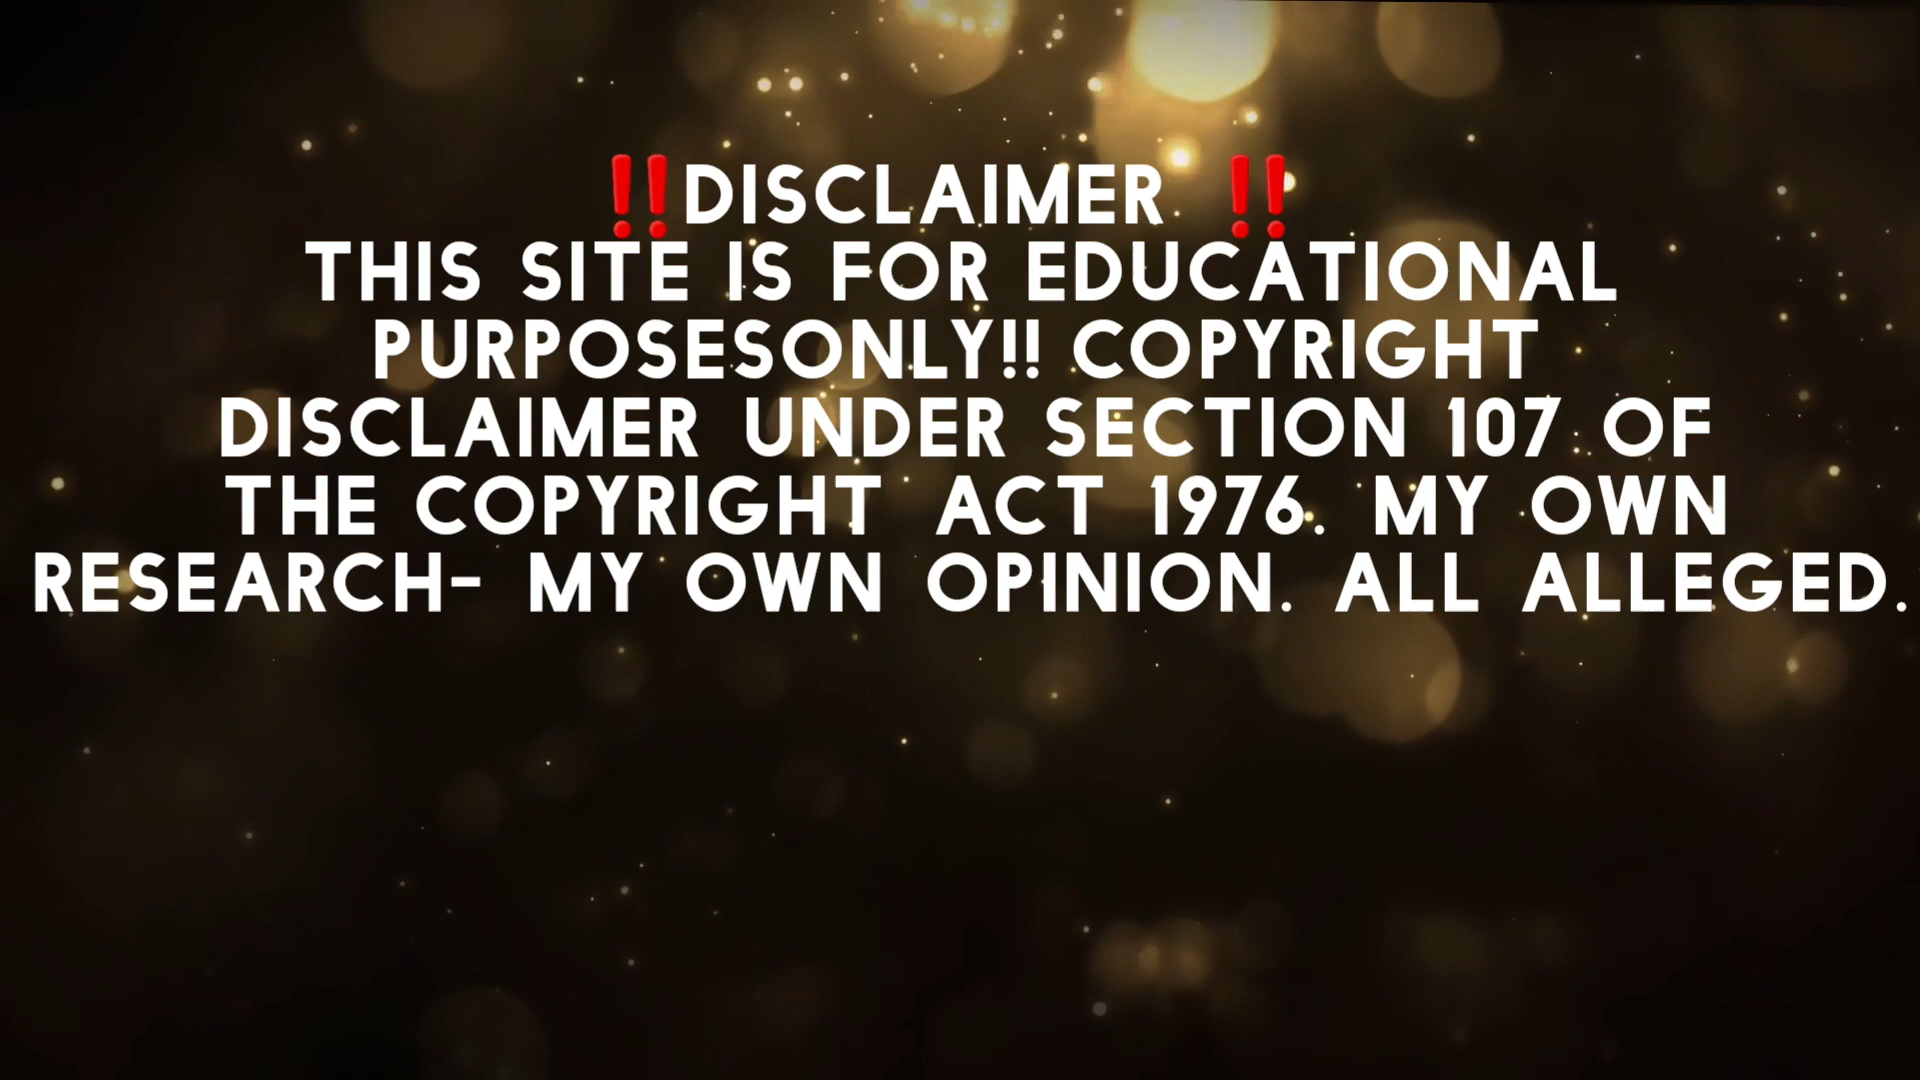 ‼️DISCLAIMER ‼️
THIS SITE IS FOR EDUCATIONAL
PURPOSESONLY!! COPYRIGHT
DISCLAIMER UNDER SECTION 107 OF
THE COPYRIGHT ACT 1976. MY OWN
RESEARCH- MY OWN OPINION. ALL ALLEGED.